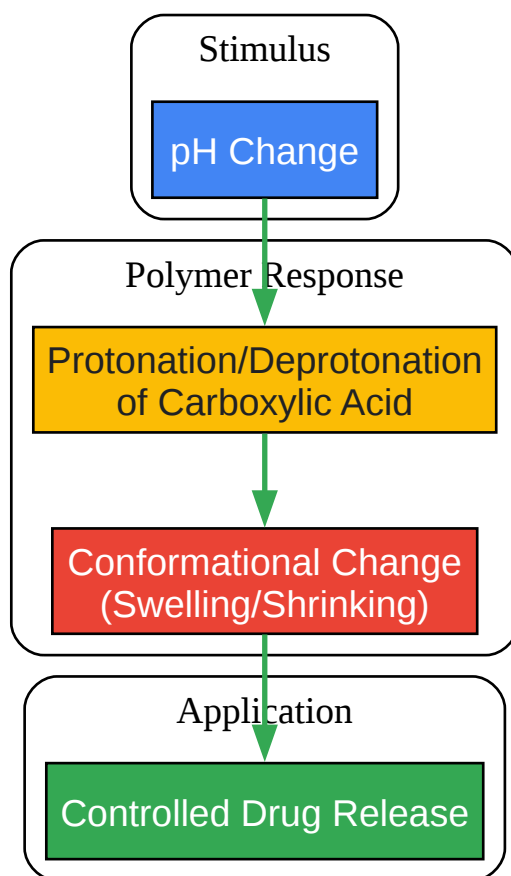 Stimulus
pH Change
Polymer Response
Protonation/Deprotonation
of Carboxylic Acid
Conformational Change
(Swelling/Shrinking)
Application
Controlled Drug Release